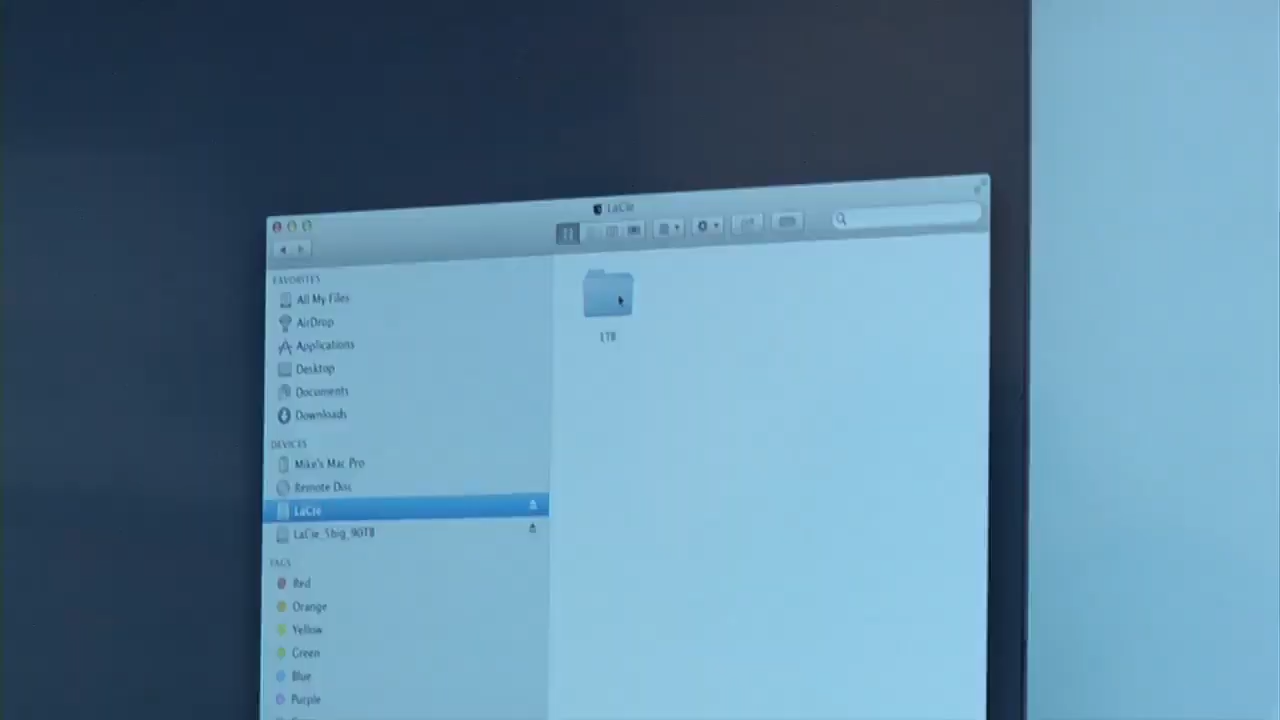 LaCie
FAVORITES
All My Files
AirDrop
Applications
Desktop
Documents
Downloads
DEVICES
Mike's Mac Pro
Remote Disc
LaCie
LaCie_5big_90TB
TAGS
Red
Orange
Yellow
Green
Blue
Purple
1TB